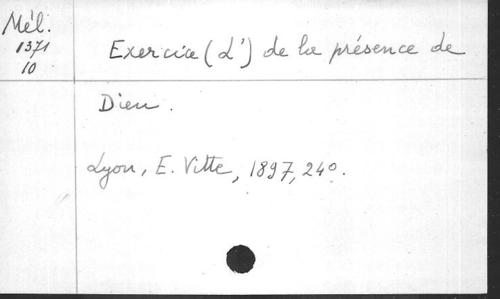 Mél.
1371
10
Exercice (L') de la présence de
Dieu.
Lyon, E. Vitte, 1897, 24°.